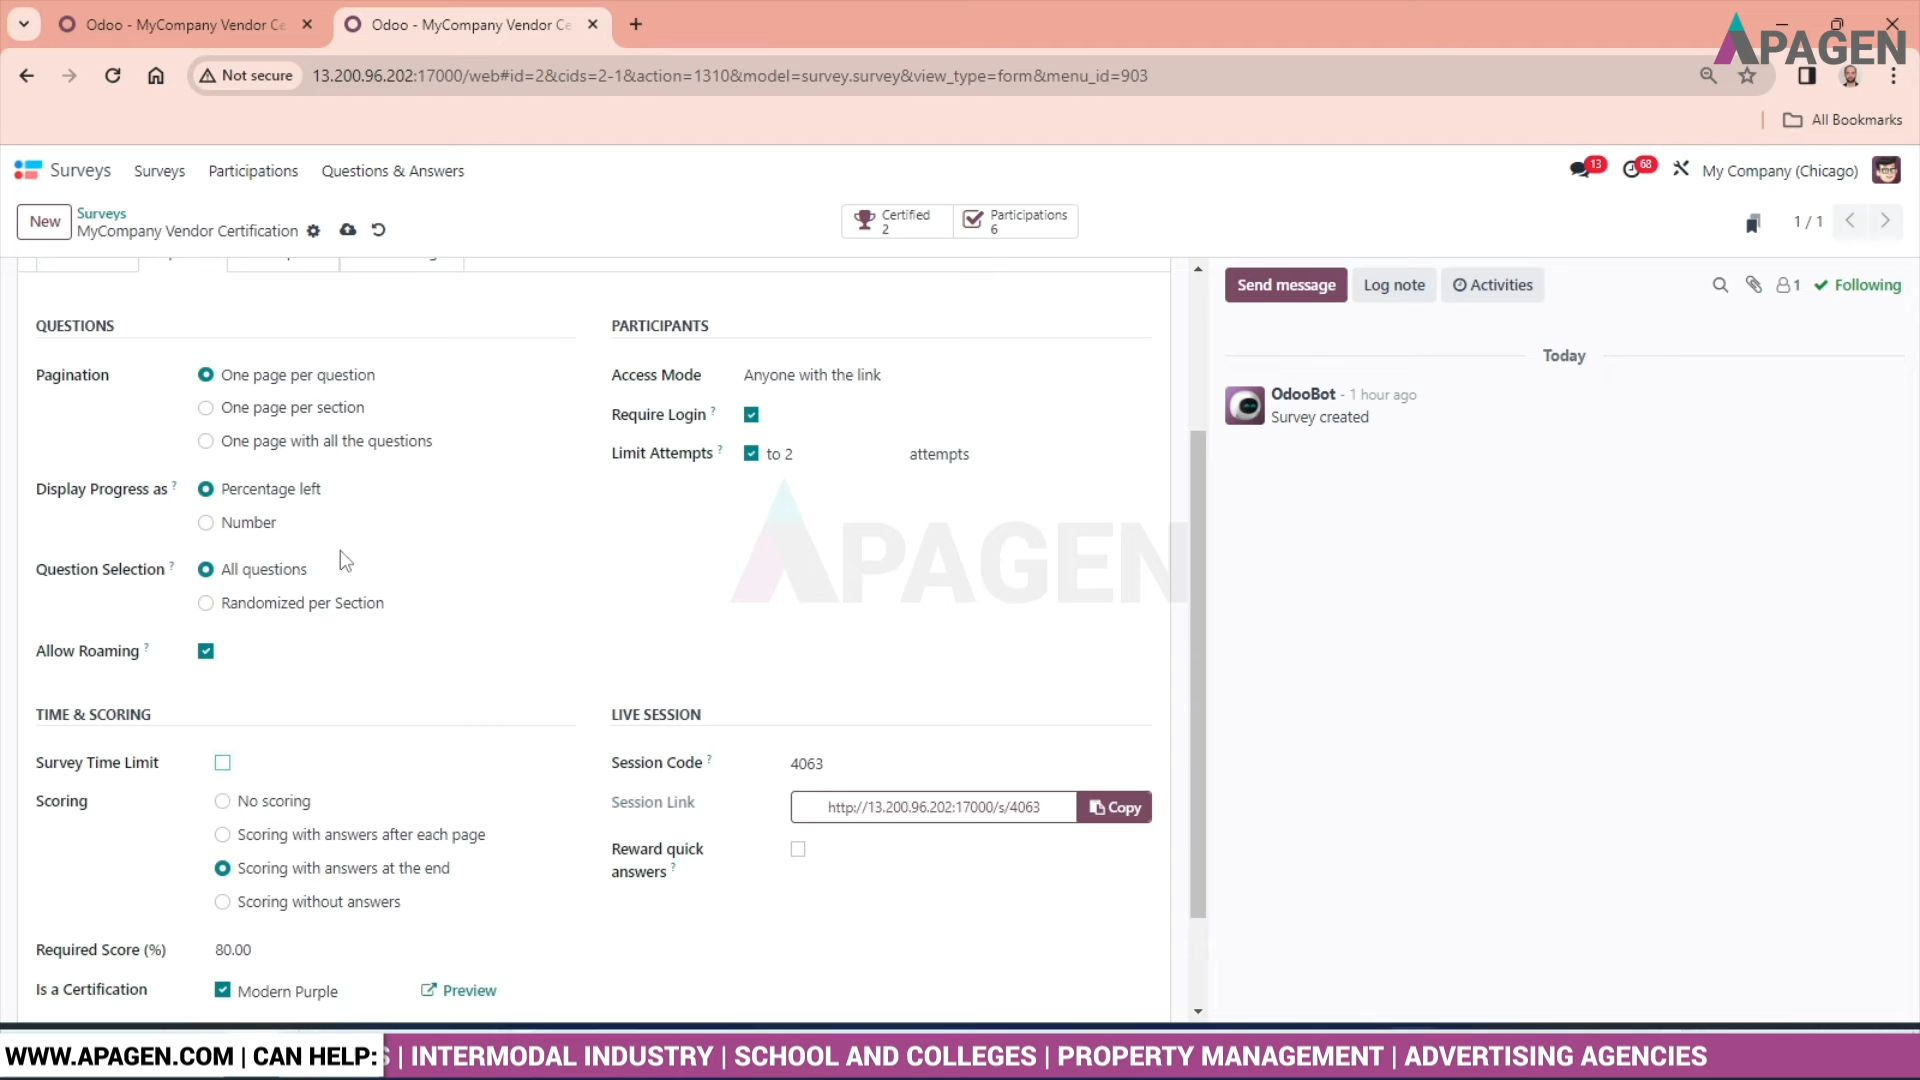 Odoo - MyCompany Vendor Ce
Odoo - MyCompany Vendor Ce
APAGEN
Not secure
13.200.96.202:17000/web#id=2&cids=2-1&action=1310&model=survey.survey&view_type=form&menu_id=903
All Bookmarks
Surveys Surveys Participations Questions & Answers
13 68 My Company (Chicago)
New
Surveys
MyCompany Vendor Certification
Certified
2
Participations
6
1 / 1
Send message Log note Activities
1 Following
QUESTIONS
Pagination
One page per question
One page per section
One page with all the questions
Display Progress as ?
Percentage left
Number
Question Selection ?
All questions
Randomized per Section
Allow Roaming ?
PARTICIPANTS
Access Mode Anyone with the link
Require Login ?
Limit Attempts ? to 2 attempts
APAGEN
TIME & SCORING
Survey Time Limit
Scoring
No scoring
Scoring with answers after each page
Scoring with answers at the end
Scoring without answers
Required Score (%) 80.00
Is a Certification Modern Purple Preview
LIVE SESSION
Session Code ? 4063
Session Link http://13.200.96.202:17000/s/4063 Copy
Reward quick
answers ?
Today
OdooBot - 1 hour ago
Survey created
WWW.APAGEN.COM | CAN HELP: S | INTERMODAL INDUSTRY | SCHOOL AND COLLEGES | PROPERTY MANAGEMENT | ADVERTISING AGENCIES